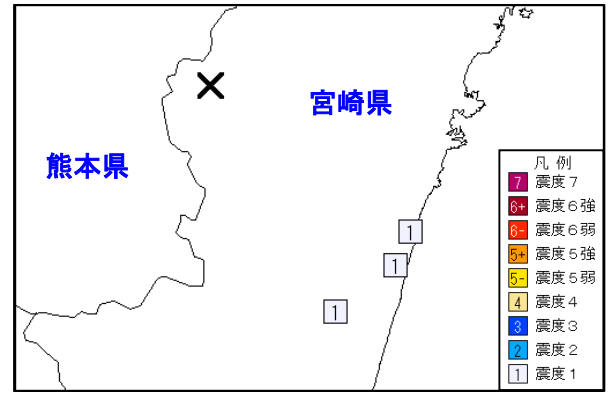 宮崎県
熊本県
1
1
1
凡 例
7 震度７
6+ 震度６強
6- 震度６弱
5+ 震度５強
5- 震度５弱
4 震度４
3 震度３
2 震度２
1 震度１